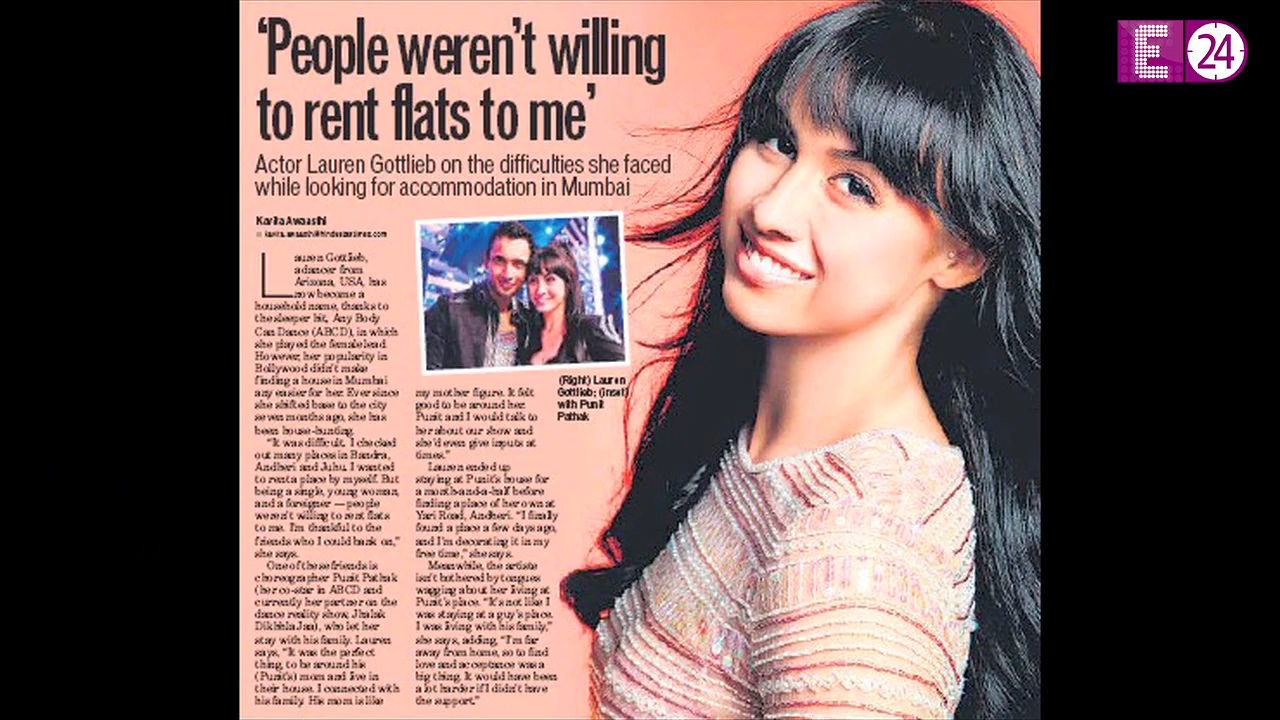 ‘People weren’t willing
to rent flats to me’
Actor Lauren Gottlieb on the difficulties she faced
while looking for accommodation in Mumbai
Kavita Awaasthi
kavita.awaasthi@hindustantimes.com
Lauren Gottlieb,
a dancer from
Arizona, USA, has
now become a
household name, thanks to
the sleeper hit, Any Body
Can Dance (ABCD), in which
she played the female lead.
However, her popularity in
Bollywood didn’t make
finding a house in Mumbai
any easier for her. Ever since
she shifted base to the city
seven months ago, she has
been house-hunting.
“It was difficult. I checked
out many places in Bandra,
Andheri and Juhu. I wanted
to rent a place by myself. But
being a single, young woman,
and a foreigner — people
weren’t willing to rent flats
to me. I’m thankful to the
friends who I could bank on,”
she says.
One of these friends is
choreographer Punit Pathak
(her co-star in ABCD and
currently her partner on the
dance reality show, Jhalak
Dikhhla Jaa), who let her
stay with his family. Lauren
says, “It was the perfect
thing, to be around his
(Punit’s) mom and live in
their house. I connected with
his family. His mom is like
my mother figure. It felt
good to be around her.
Punit and I would talk to
her about our show and
she’d even give inputs at
times.”
Lauren ended up
staying at Punit’s house for
a month-and-a-half before
finding a place of her own at
Yari Road, Andheri. “I finally
found a place a few days ago,
and I’m decorating it in my
free time,” she says.
Meanwhile, the artiste
isn’t bothered by tongues
wagging about her living at
Punit’s place. “It’s not like I
was staying at a guy’s place.
I was living with his family,”
she says, adding, “I’m far
away from home, so to find
love and acceptance was a
big thing. It would have been
a lot harder if I didn’t have
the support.”
(Right) Lauren
Gottlieb; (inset)
with Punit
Pathak
E 24